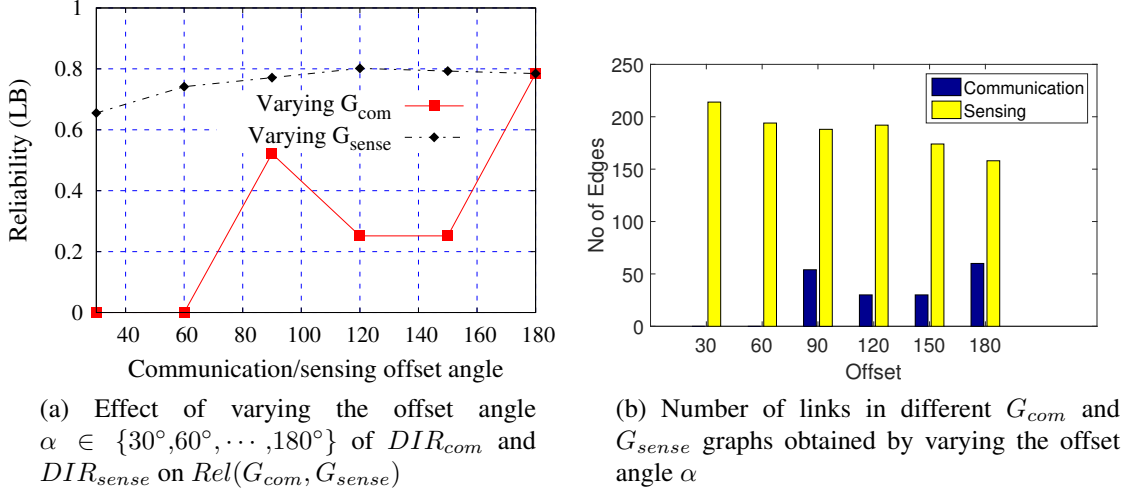 1
0.8
0.6
0.4
0.2
0
Reliability (LB)
Varying G_com
Varying G_sense
40 60 80 100 120 140 160 180
Communication/sensing offset angle
(a) Effect of varying the offset angle
α ∈ {30°,60°, ⋯ ,180°} of DIR_com and
DIR_sense on Rel(G_com, G_sense)
250
200
150
100
50
0
No of Edges
Communication
Sensing
30 60 90 120 150 180
Offset
(b) Number of links in different G_com and
G_sense graphs obtained by varying the offset
angle α